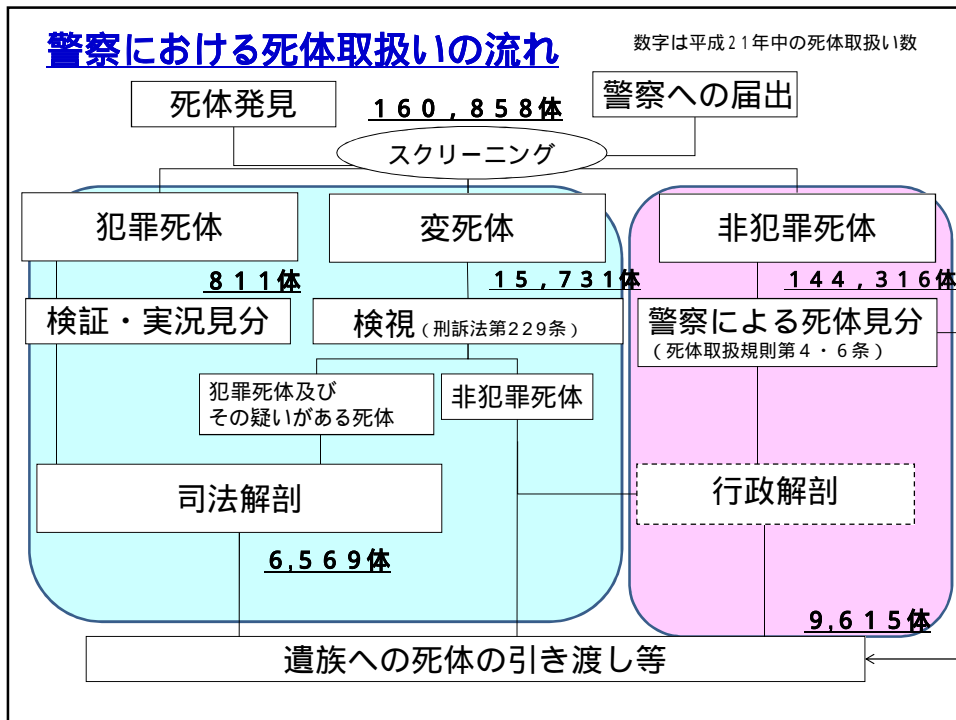 警察における死体取扱いの流れ
数字は平成21年中の死体取扱い数
死体発見
160,858体
警察への届出
スクリーニング
犯罪死体
変死体
非犯罪死体
811体
15,731体
144,316体
検証・実況見分
検視(刑訴法第229条)
警察による死体見分
(死体取扱規則第4・6条)
犯罪死体及び
その疑いがある死体
非犯罪死体
司法解剖
行政解剖
6,569体
9,615体
遺族への死体の引き渡し等